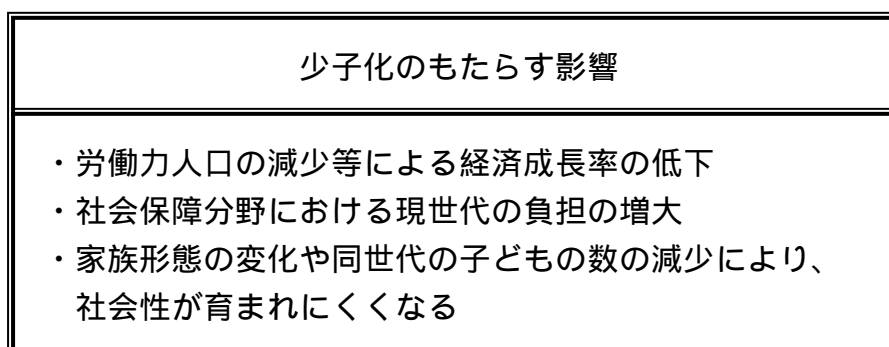 少子化のもたらす影響
・労働力人口の減少等による経済成長率の低下
・社会保障分野における現世代の負担の増大
・家族形態の変化や同世代の子どもの数の減少により、
社会性が育まれにくくなる